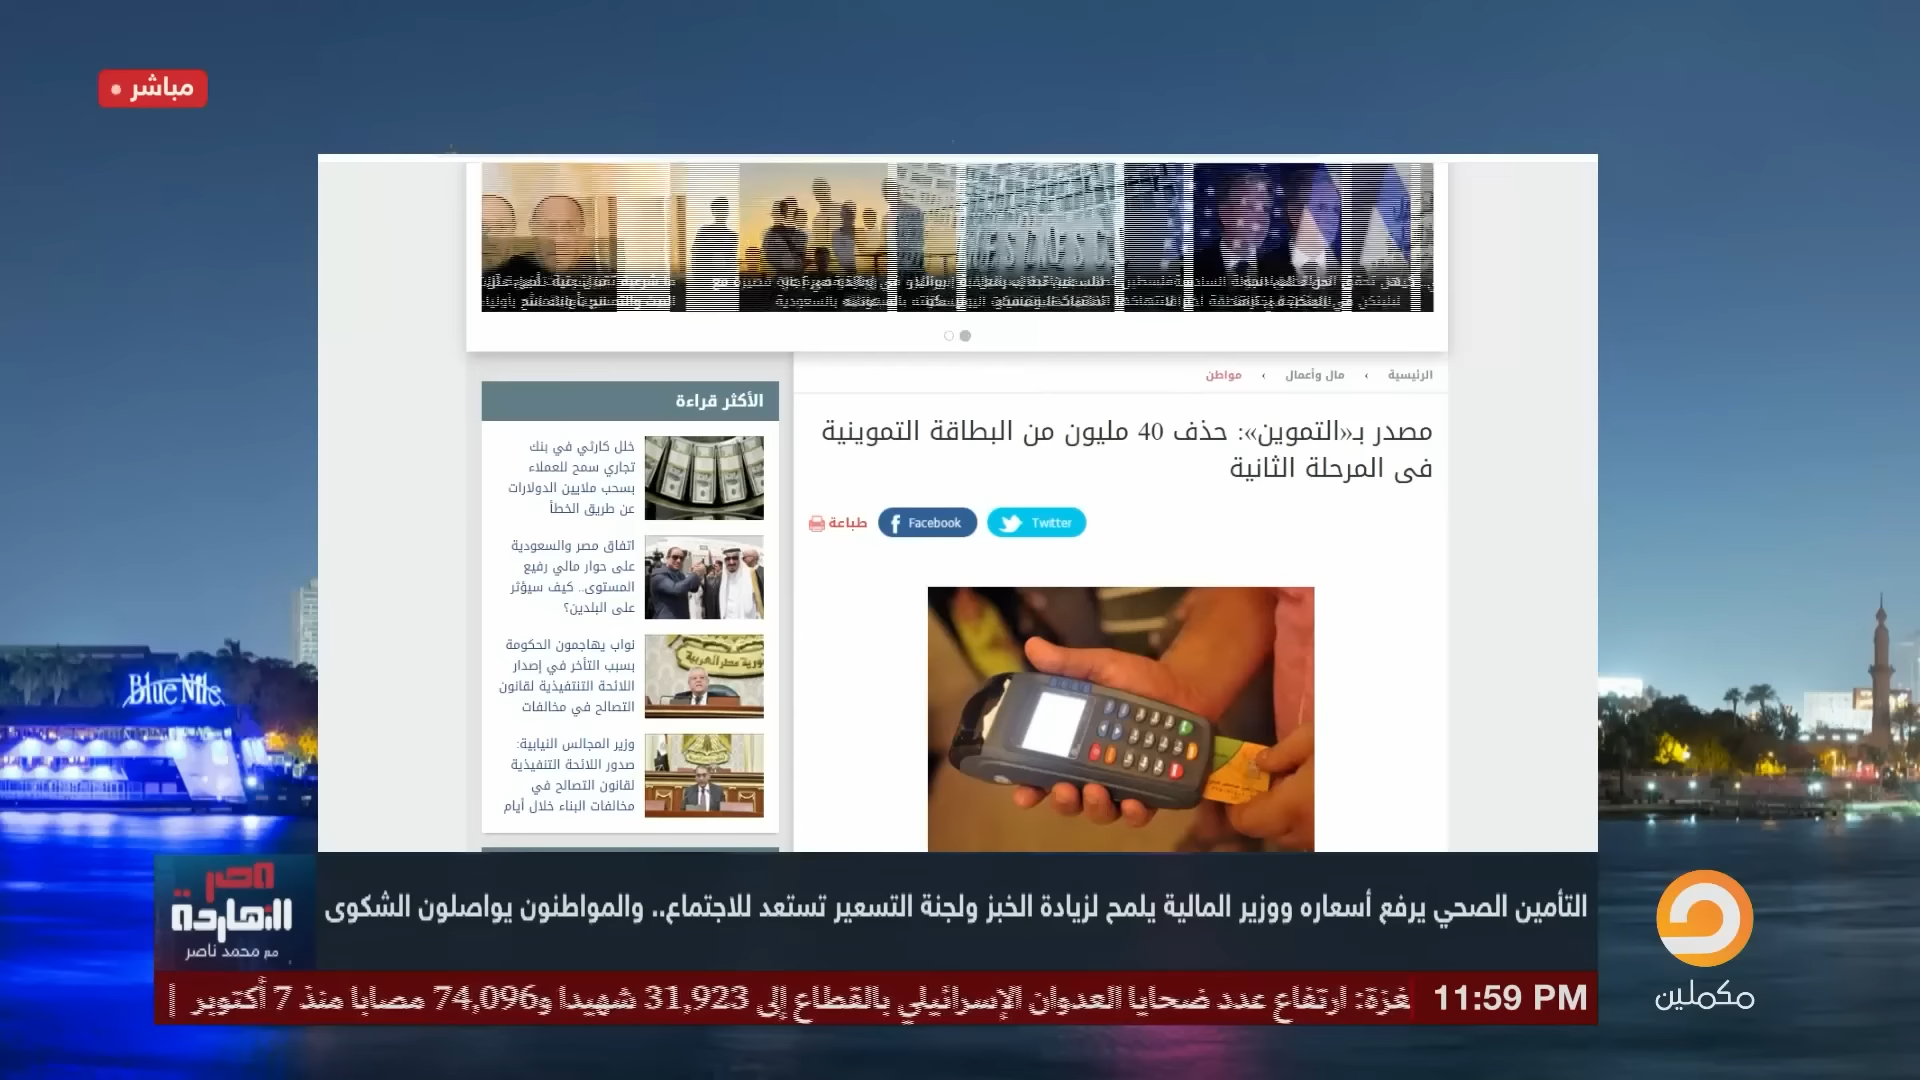 مباشر
الرئيسية › مال وأعمال › مواطن
مصدر بـ«التموين»: حذف 40 مليون من البطاقة التموينية
فى المرحلة الثانية
Twitter
Facebook
طباعة
الأكثر قراءة
خلل كارثي في بنك
تجاري سمح للعملاء
بسحب ملايين الدولارات
عن طريق الخطأ
اتفاق مصر والسعودية
على حوار مالي رفيع
المستوى.. كيف سيؤثر
على البلدين؟
نواب يهاجمون الحكومة
بسبب التأخر في إصدار
اللائحة التنتفيذية لقانون
التصالح في مخالفات
وزير المجالس النيابية:
صدور اللائحة التنفيذية
لقانون التصالح في
مخالفات البناء خلال أيام
Blue Nile
التأمين الصحي يرفع أسعاره ووزير المالية يلمح لزيادة الخبز ولجنة التسعير تستعد للاجتماع.. والمواطنون يواصلون الشكوى
مصر
النهاردة
مع محمد ناصر
11:59 PM
غزة: ارتفاع عدد ضحايا العدوان الإسرائيلي بالقطاع إلى 31,923 شهيدا و74,096 مصابا منذ 7 أكتوبر |
مكملين